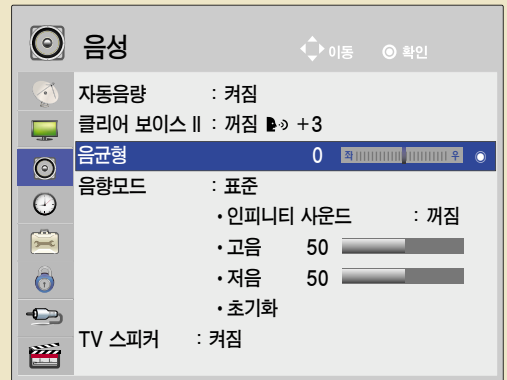 음성 이동 확인
자동음량 : 켜짐
클리어 보이스 II : 꺼짐 +3
음균형 0 좌 우
음향모드 : 표준
• 인피니티 사운드 : 꺼짐
• 고음 50
• 저음 50
• 초기화
TV 스피커 : 켜짐